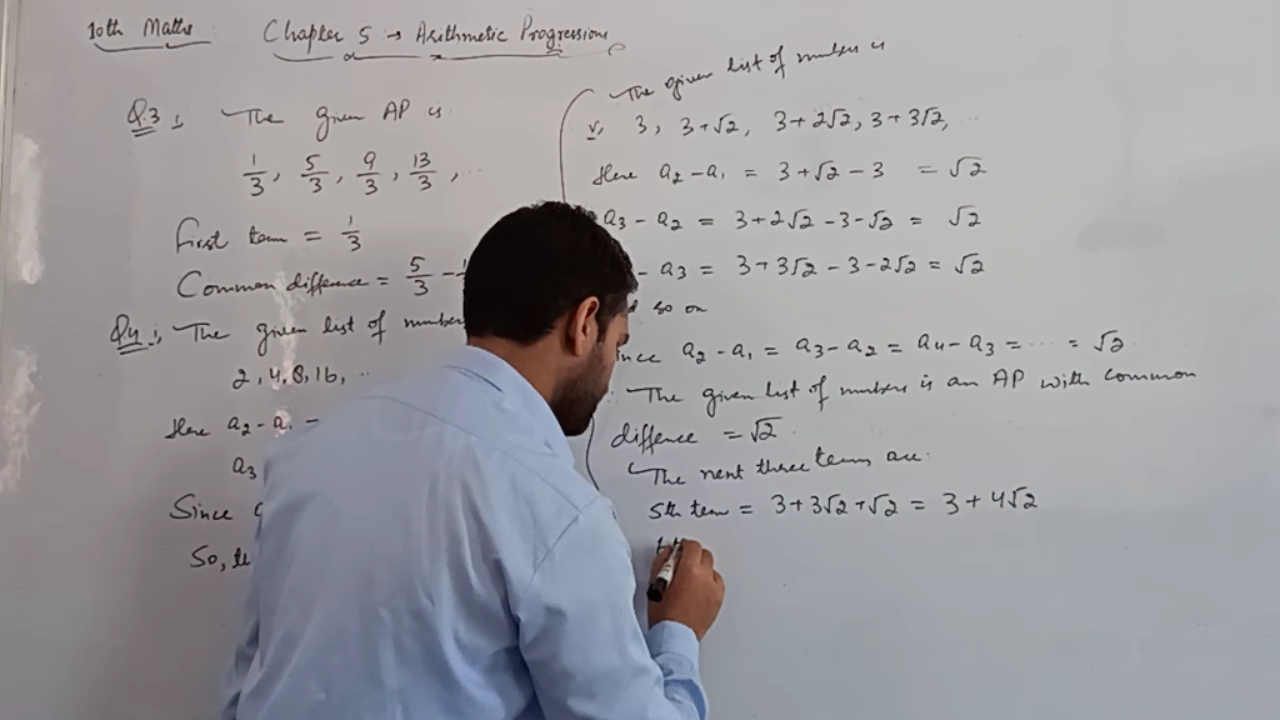 10th Maths Chapter 5 → Arithmetic Progressions
Q.3 i, The given AP is
1/3, 5/3, 9/3, 13/3, ...
First term = 1/3
Common difference = 5/3 -
Q4 i, The given list of number
2, 4, 8, 16, ...
Here a₂ - a₁ =
a₃
Since
So,
The given list of numbers is
v, 3, 3+√2, 3+2√2, 3+3√2, ...
Here a₂ - a₁ = 3+√2 - 3 = √2
a₃ - a₂ = 3+2√2 - 3 - √2 = √2
- a₃ = 3+3√2 - 3 - 2√2 = √2
so on
ince a₂ - a₁ = a₃ - a₂ = a₄ - a₃ = ... = √2
The given list of numbers is an AP with common
diffence = √2
The next three terms are:
5th term = 3+3√2+√2 = 3+4√2